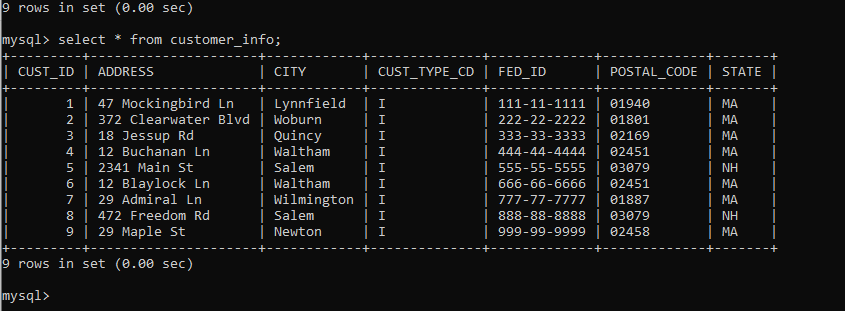 9 rows in set (0.00 sec)
mysql> select * from customer_info;
+---------+-------------------+------------+--------------+-------------+-------------+-------+
| CUST_ID | ADDRESS           | CITY       | CUST_TYPE_CD | FED_ID      | POSTAL_CODE | STATE |
+---------+-------------------+------------+--------------+-------------+-------------+-------+
|       1 | 47 Mockingbird Ln | Lynnfield  | I            | 111-11-1111 | 01940       | MA    |
|       2 | 372 Clearwater Blvd | Woburn     | I            | 222-22-2222 | 01801       | MA    |
|       3 | 18 Jessup Rd      | Quincy     | I            | 333-33-3333 | 02169       | MA    |
|       4 | 12 Buchanan Ln    | Waltham    | I            | 444-44-4444 | 02451       | MA    |
|       5 | 2341 Main St      | Salem      | I            | 555-55-5555 | 03079       | NH    |
|       6 | 12 Blaylock Ln    | Waltham    | I            | 666-66-6666 | 02451       | MA    |
|       7 | 29 Admiral Ln     | Wilmington | I            | 777-77-7777 | 01887       | MA    |
|       8 | 472 Freedom Rd    | Salem      | I            | 888-88-8888 | 03079       | NH    |
|       9 | 29 Maple St       | Newton     | I            | 999-99-9999 | 02458       | MA    |
+---------+-------------------+------------+--------------+-------------+-------------+-------+
9 rows in set (0.00 sec)
mysql>